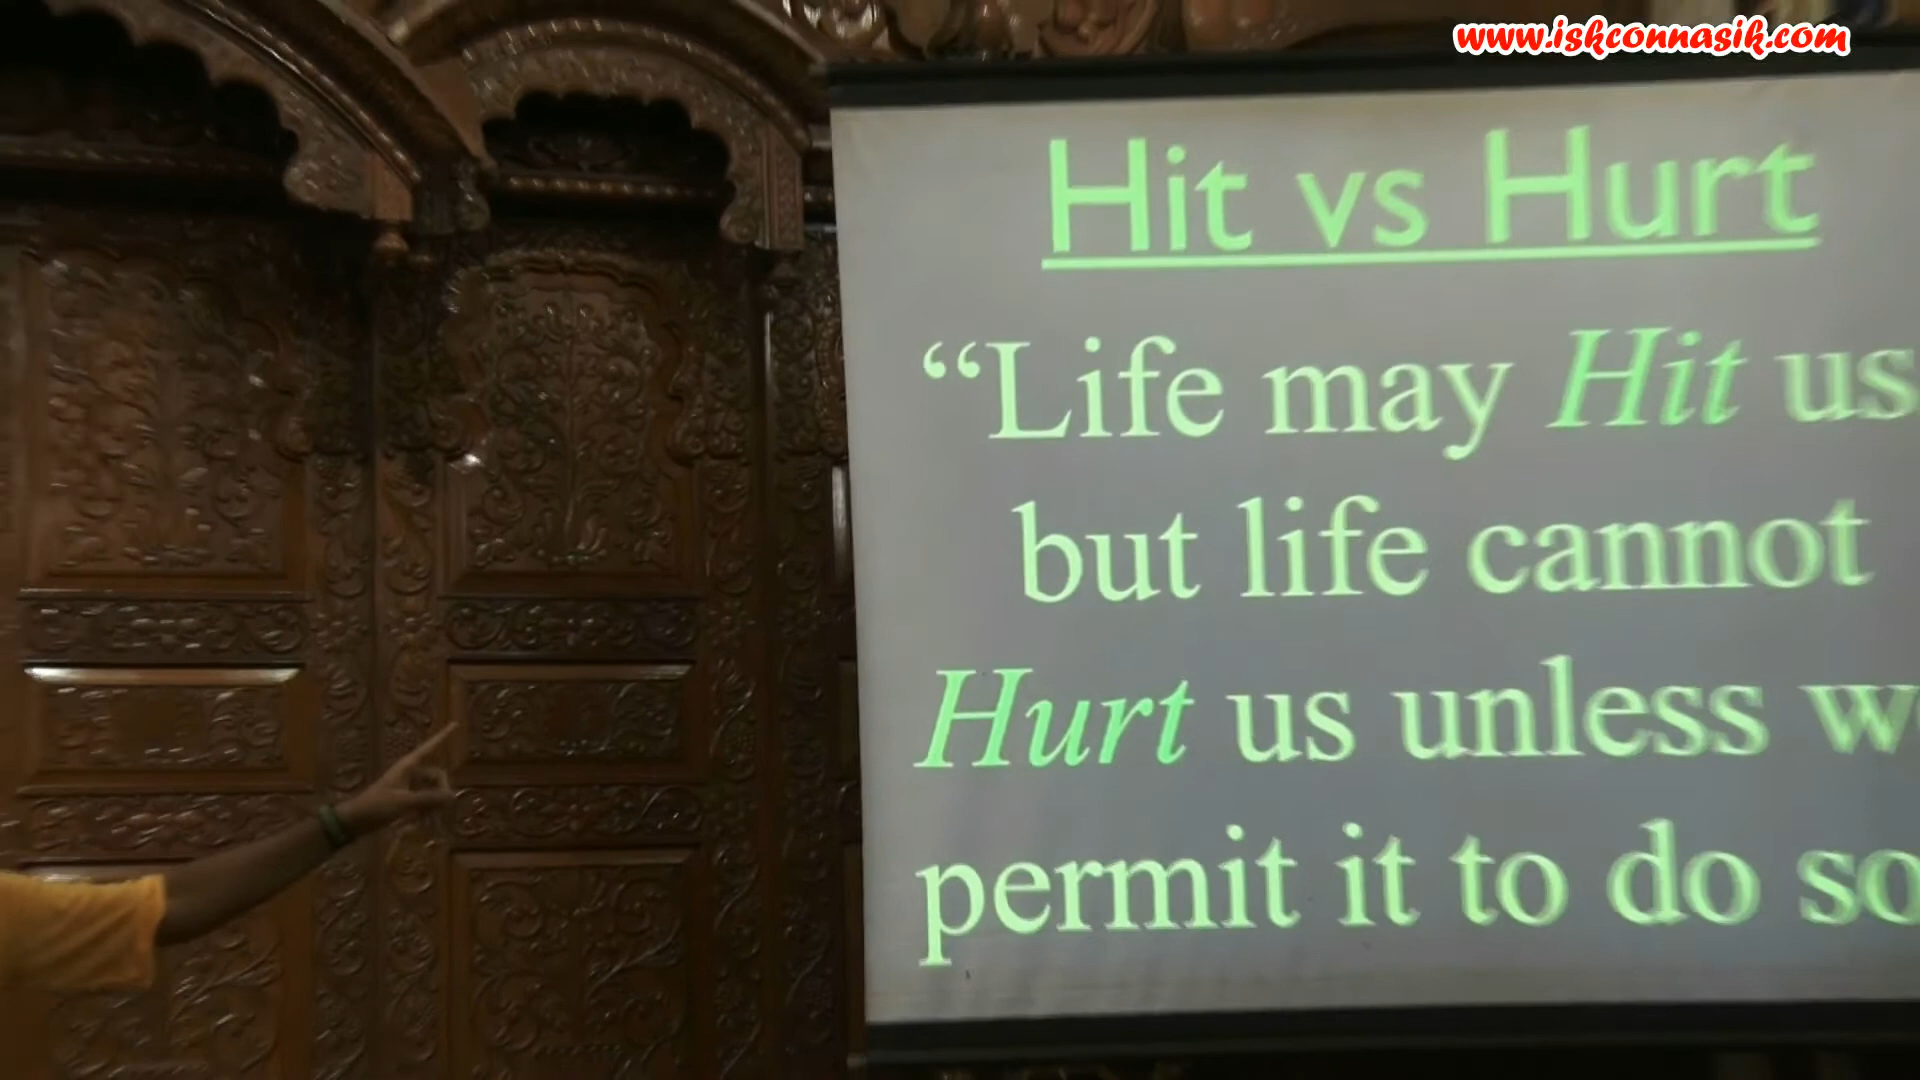 www.iskconnasik.com
Hit vs Hurt
“Life may Hit us
but life cannot
Hurt us unless
permit it to do so